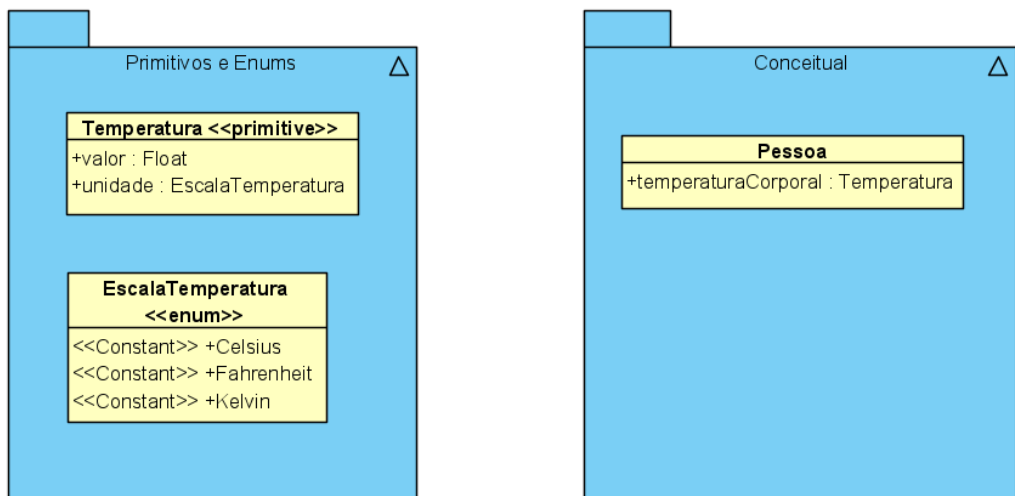 Primitivos e Enums
Temperatura <<primitive>>
+valor : Float
+unidade : EscalaTemperatura
EscalaTemperatura
<<enum>>
<<Constant>> +Celsius
<<Constant>> +Fahrenheit
<<Constant>> +Kelvin
Conceitual
Pessoa
+temperaturaCorporal : Temperatura